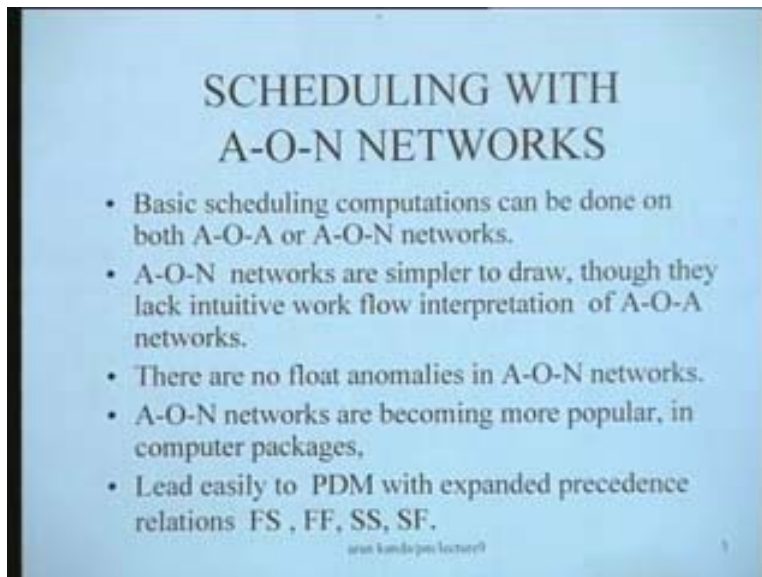 SCHEDULING WITH
A-O-N NETWORKS
• Basic scheduling computations can be done on
both A-O-A or A-O-N networks.
• A-O-N networks are simpler to draw, though they
lack intuitive work flow interpretation of A-O-A
networks.
• There are no float anomalies in A-O-N networks.
• A-O-N networks are becoming more popular, in
computer packages,
• Lead easily to PDM with expanded precedence
relations FS , FF, SS, SF.